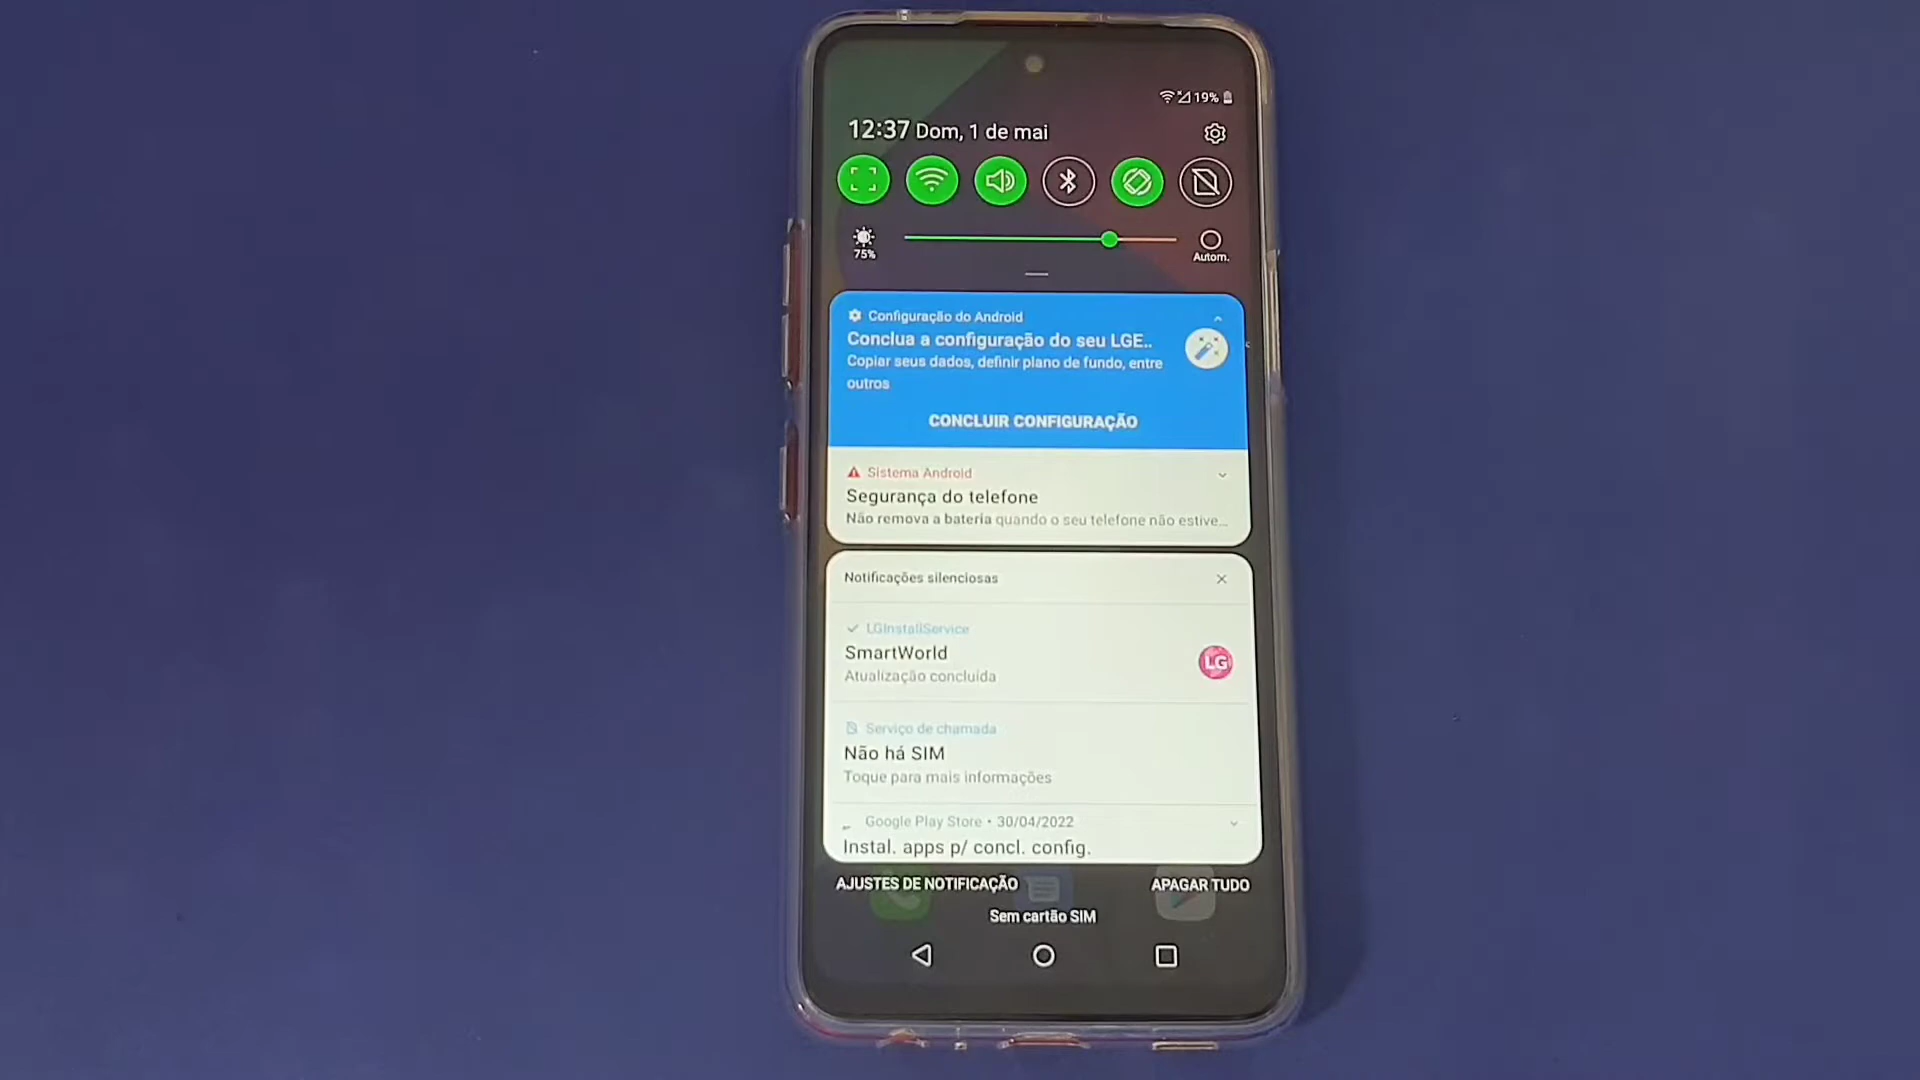 19%
12:37 Dom, 1 de mai
75%
Autom.
Configuração do Android
Conclua a configuração do seu LGE..
Copiar seus dados, definir plano de fundo, entre
outros
CONCLUIR CONFIGURAÇÃO
Sistema Android
Segurança do telefone
Não remova a bateria quando o seu telefone não estive...
Notificações silenciosas
LGInstallService
SmartWorld
LG
Atualização concluída
Serviço de chamada
Não há SIM
Toque para mais informações
Google Play Store • 30/04/2022
Instal. apps p/ concl. config.
AJUSTES DE NOTIFICAÇÃO APAGAR TUDO
Sem cartão SIM